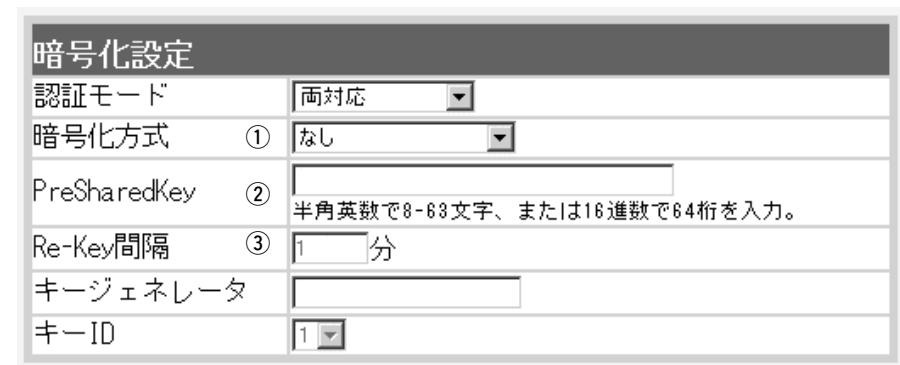 暗号化設定
認証モード 両対応
暗号化方式 ① なし
PreSharedKey ②
半角英数で8-63文字、または16進数で64桁を入力。
Re-Key間隔 ③ 1 分
キージェネレータ
キーID 1